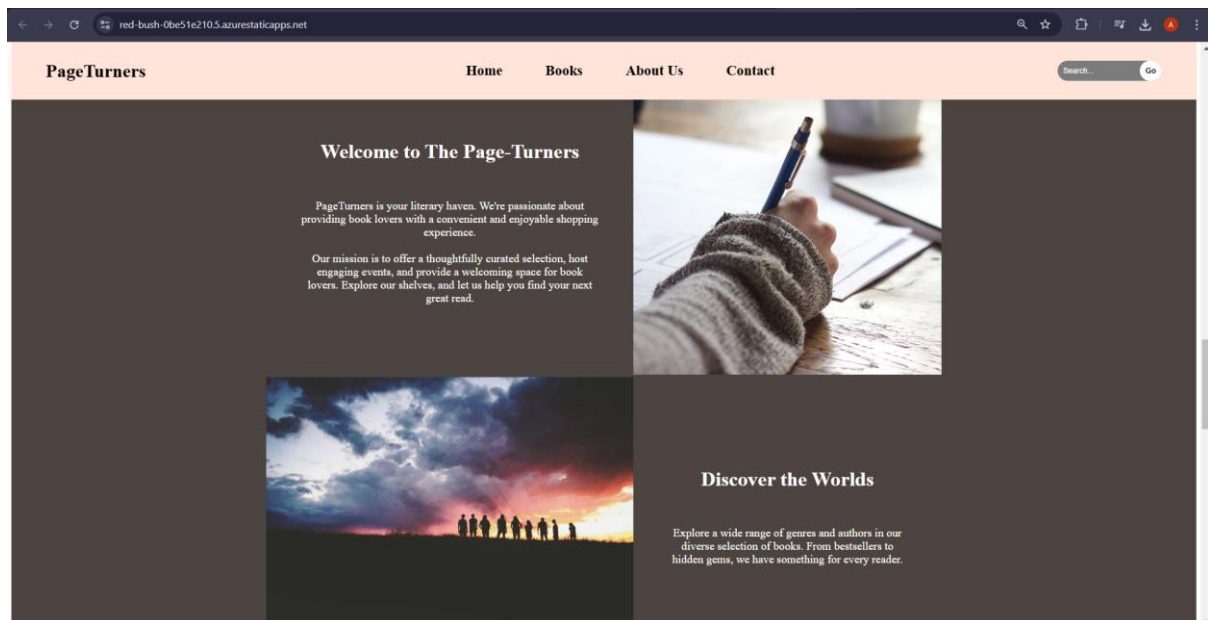 red-bush-0be51e210.5.azurestaticapps.net
A
PageTurners
Home Books About Us Contact
Search...
Go
Welcome to The Page-Turners
PageTurners is your literary haven. We're passionate about
providing book lovers with a convenient and enjoyable shopping
experience.
Our mission is to offer a thoughtfully curated selection, host
engaging events, and provide a welcoming space for book
lovers. Explore our shelves, and let us help you find your next
great read.
Discover the Worlds
Explore a wide range of genres and authors in our
diverse selection of books. From bestsellers to
hidden gems, we have something for every reader.